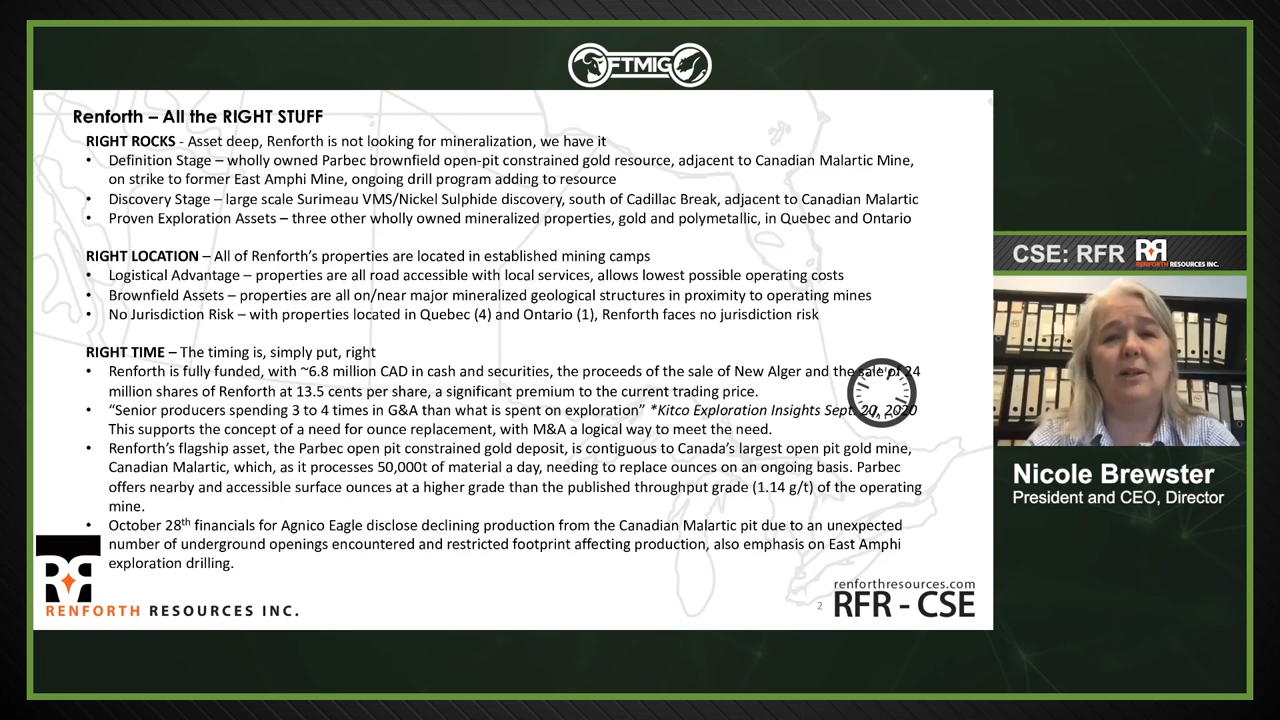 FTMIG
Renforth – All the RIGHT STUFF
RIGHT ROCKS - Asset deep, Renforth is not looking for mineralization, we have it
• Definition Stage – wholly owned Parbec brownfield open-pit constrained gold resource, adjacent to Canadian Malartic Mine,
on strike to former East Amphi Mine, ongoing drill program adding to resource
• Discovery Stage – large scale Surimeau VMS/Nickel Sulphide discovery, south of Cadillac Break, adjacent to Canadian Malartic
• Proven Exploration Assets – three other wholly owned mineralized properties, gold and polymetallic, in Quebec and Ontario
RIGHT LOCATION – All of Renforth's properties are located in established mining camps
• Logistical Advantage – properties are all road accessible with local services, allows lowest possible operating costs
• Brownfield Assets – properties are all on/near major mineralized geological structures in proximity to operating mines
• No Jurisdiction Risk – with properties located in Quebec (4) and Ontario (1), Renforth faces no jurisdiction risk
RIGHT TIME – The timing is, simply put, right
• Renforth is fully funded, with ~6.8 million CAD in cash and securities, the proceeds of the sale of New Alger and the sale of 24
million shares of Renforth at 13.5 cents per share, a significant premium to the current trading price.
• “Senior producers spending 3 to 4 times in G&A than what is spent on exploration” *Kitco Exploration Insights Sept. 20, 2020
This supports the concept of a need for ounce replacement, with M&A a logical way to meet the need.
• Renforth's flagship asset, the Parbec open pit constrained gold deposit, is contiguous to Canada's largest open pit gold mine,
Canadian Malartic, which, as it processes 50,000t of material a day, needing to replace ounces on an ongoing basis. Parbec
offers nearby and accessible surface ounces at a higher grade than the published throughput grade (1.14 g/t) of the operating
mine.
• October 28th financials for Agnico Eagle disclose declining production from the Canadian Malartic pit due to an unexpected
number of underground openings encountered and restricted footprint affecting production, also emphasis on East Amphi
exploration drilling.
RENFORTH RESOURCES INC.
2
renforthresources.com
RFR - CSE
CSE: RFR
RENFORTH RESOURCES INC.
Nicole Brewster
President and CEO, Director